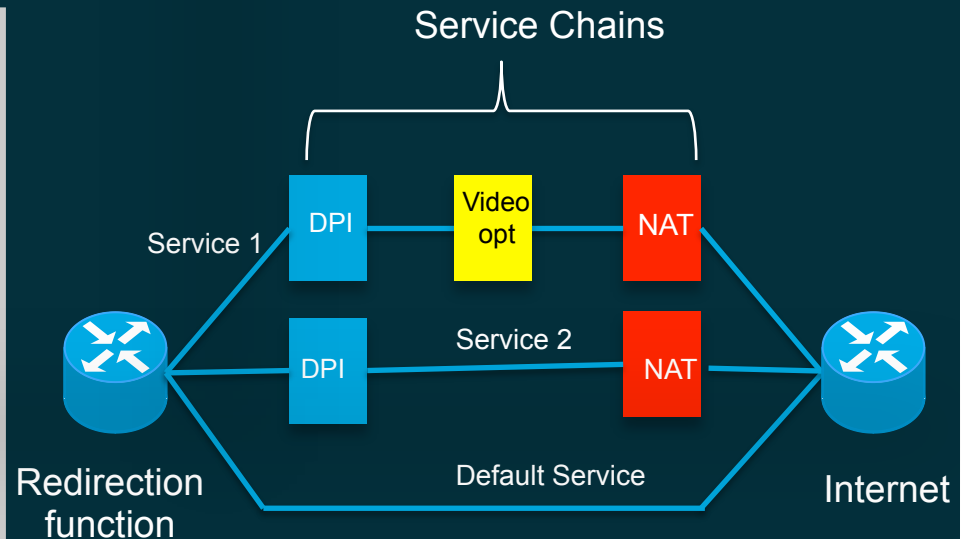 Service Chains
DPI
Video
opt
NAT
Service 1
DPI
Service 2
NAT
Default Service
Redirection
function
Internet